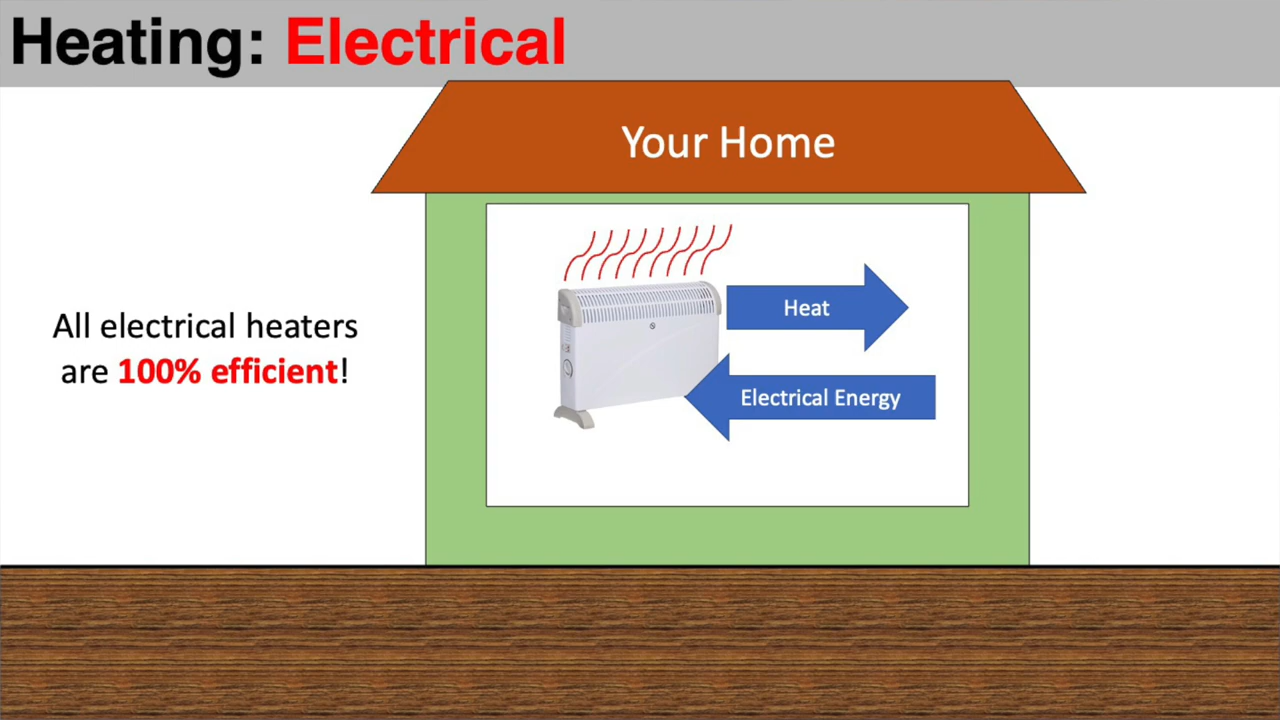 Heating: Electrical
Your Home
All electrical heaters
are 100% efficient!
Heat
Electrical Energy